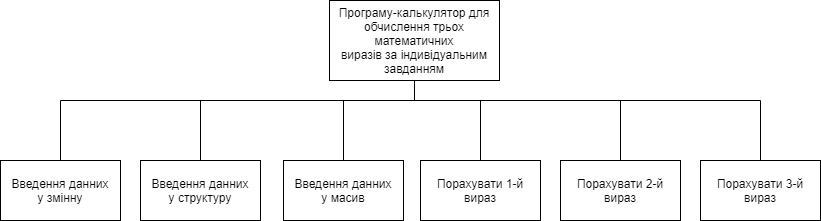 Програму-калькулятор для
обчислення трьох
математичних
виразів за індивідуальним
завданням
Введення данних
у змінну
Введення данних
у структуру
Введення данних
у масив
Порахувати 1-й
вираз
Порахувати 2-й
вираз
Порахувати 3-й
вираз